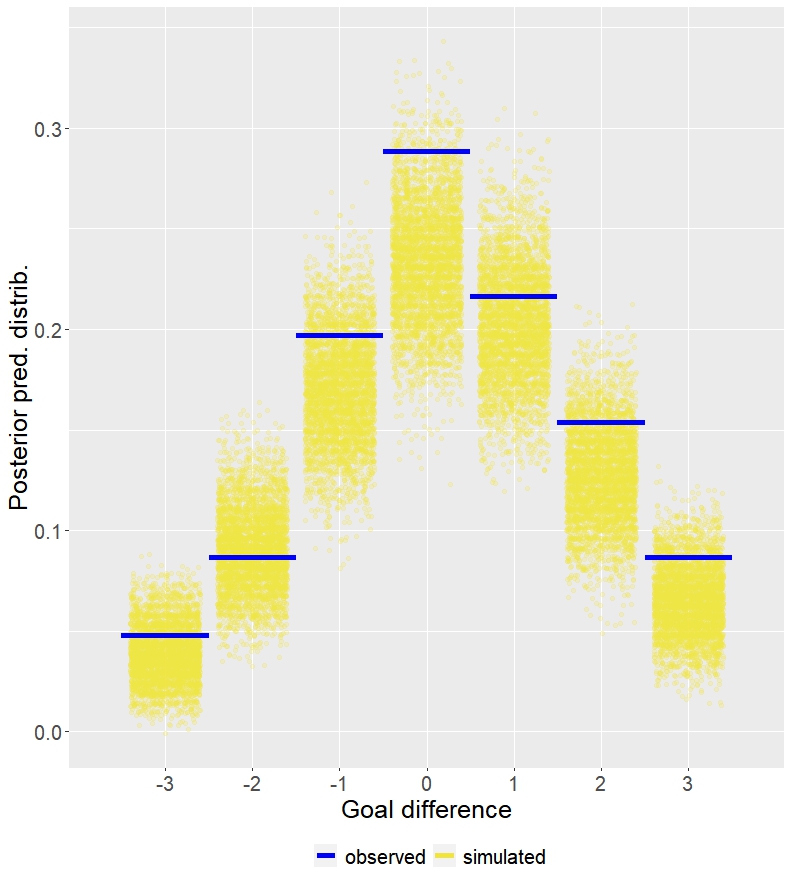 Posterior pred. distrib.
0.3
0.2
0.1
0.0
-3 -2 -1 0 1 2 3
Goal difference
observed simulated